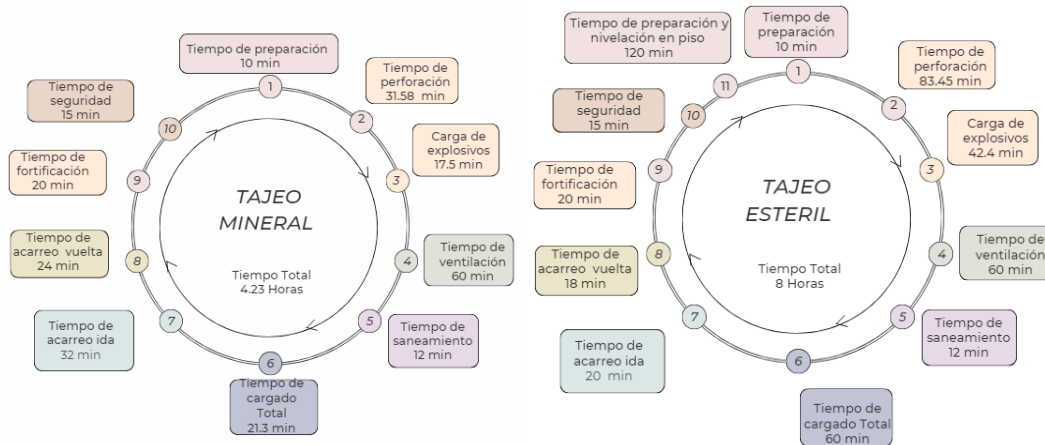 Tiempo de preparación
10 min
1
Tiempo de
perforación
31.58 min
2
Carga de
explosivos
17.5 min
3
Tiempo de
ventilación
60 min
4
Tiempo de
saneamiento
12 min
5
6
Tiempo de
cargado
Total
21.3 min
7
Tiempo de
acarreo ida
32 min
8
Tiempo de
acarreo vuelta
24 min
9
Tiempo de
fortificación
20 min
10
Tiempo de
seguridad
15 min
TAJEO
MINERAL
Tiempo Total
4.23 Horas
Tiempo de preparación y
nivelación en piso
120 min
11
Tiempo de
preparación
10 min
1
Tiempo de
perforación
83.45 min
2
Carga de
explosivos
42.4 min
3
Tiempo de
ventilación
60 min
4
Tiempo de
saneamiento
12 min
5
6
Tiempo de
cargado Total
60 min
7
Tiempo de
acarreo ida
20 min
8
Tiempo de
acarreo vuelta
18 min
9
Tiempo de
fortificación
20 min
10
Tiempo de
seguridad
15 min
TAJEO
ESTERIL
Tiempo Total
8 Horas